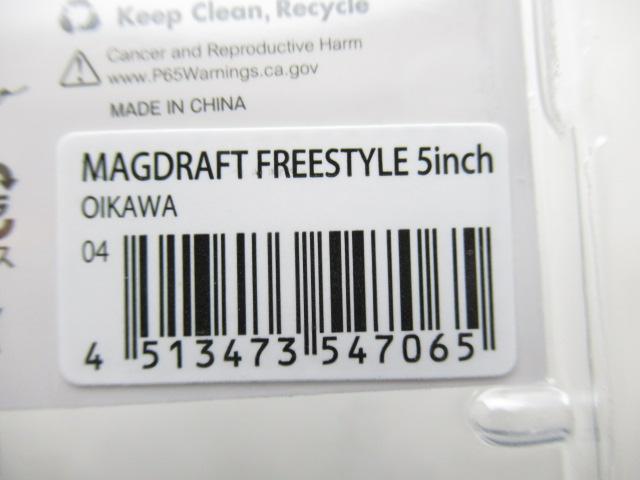 Keep Clean, Recycle
Cancer and Reproductive Harm
www.P65Warnings.ca.gov
MADE IN CHINA
MAGDRAFT FREESTYLE 5inch
OIKAWA
04
4 513473 547065
ス